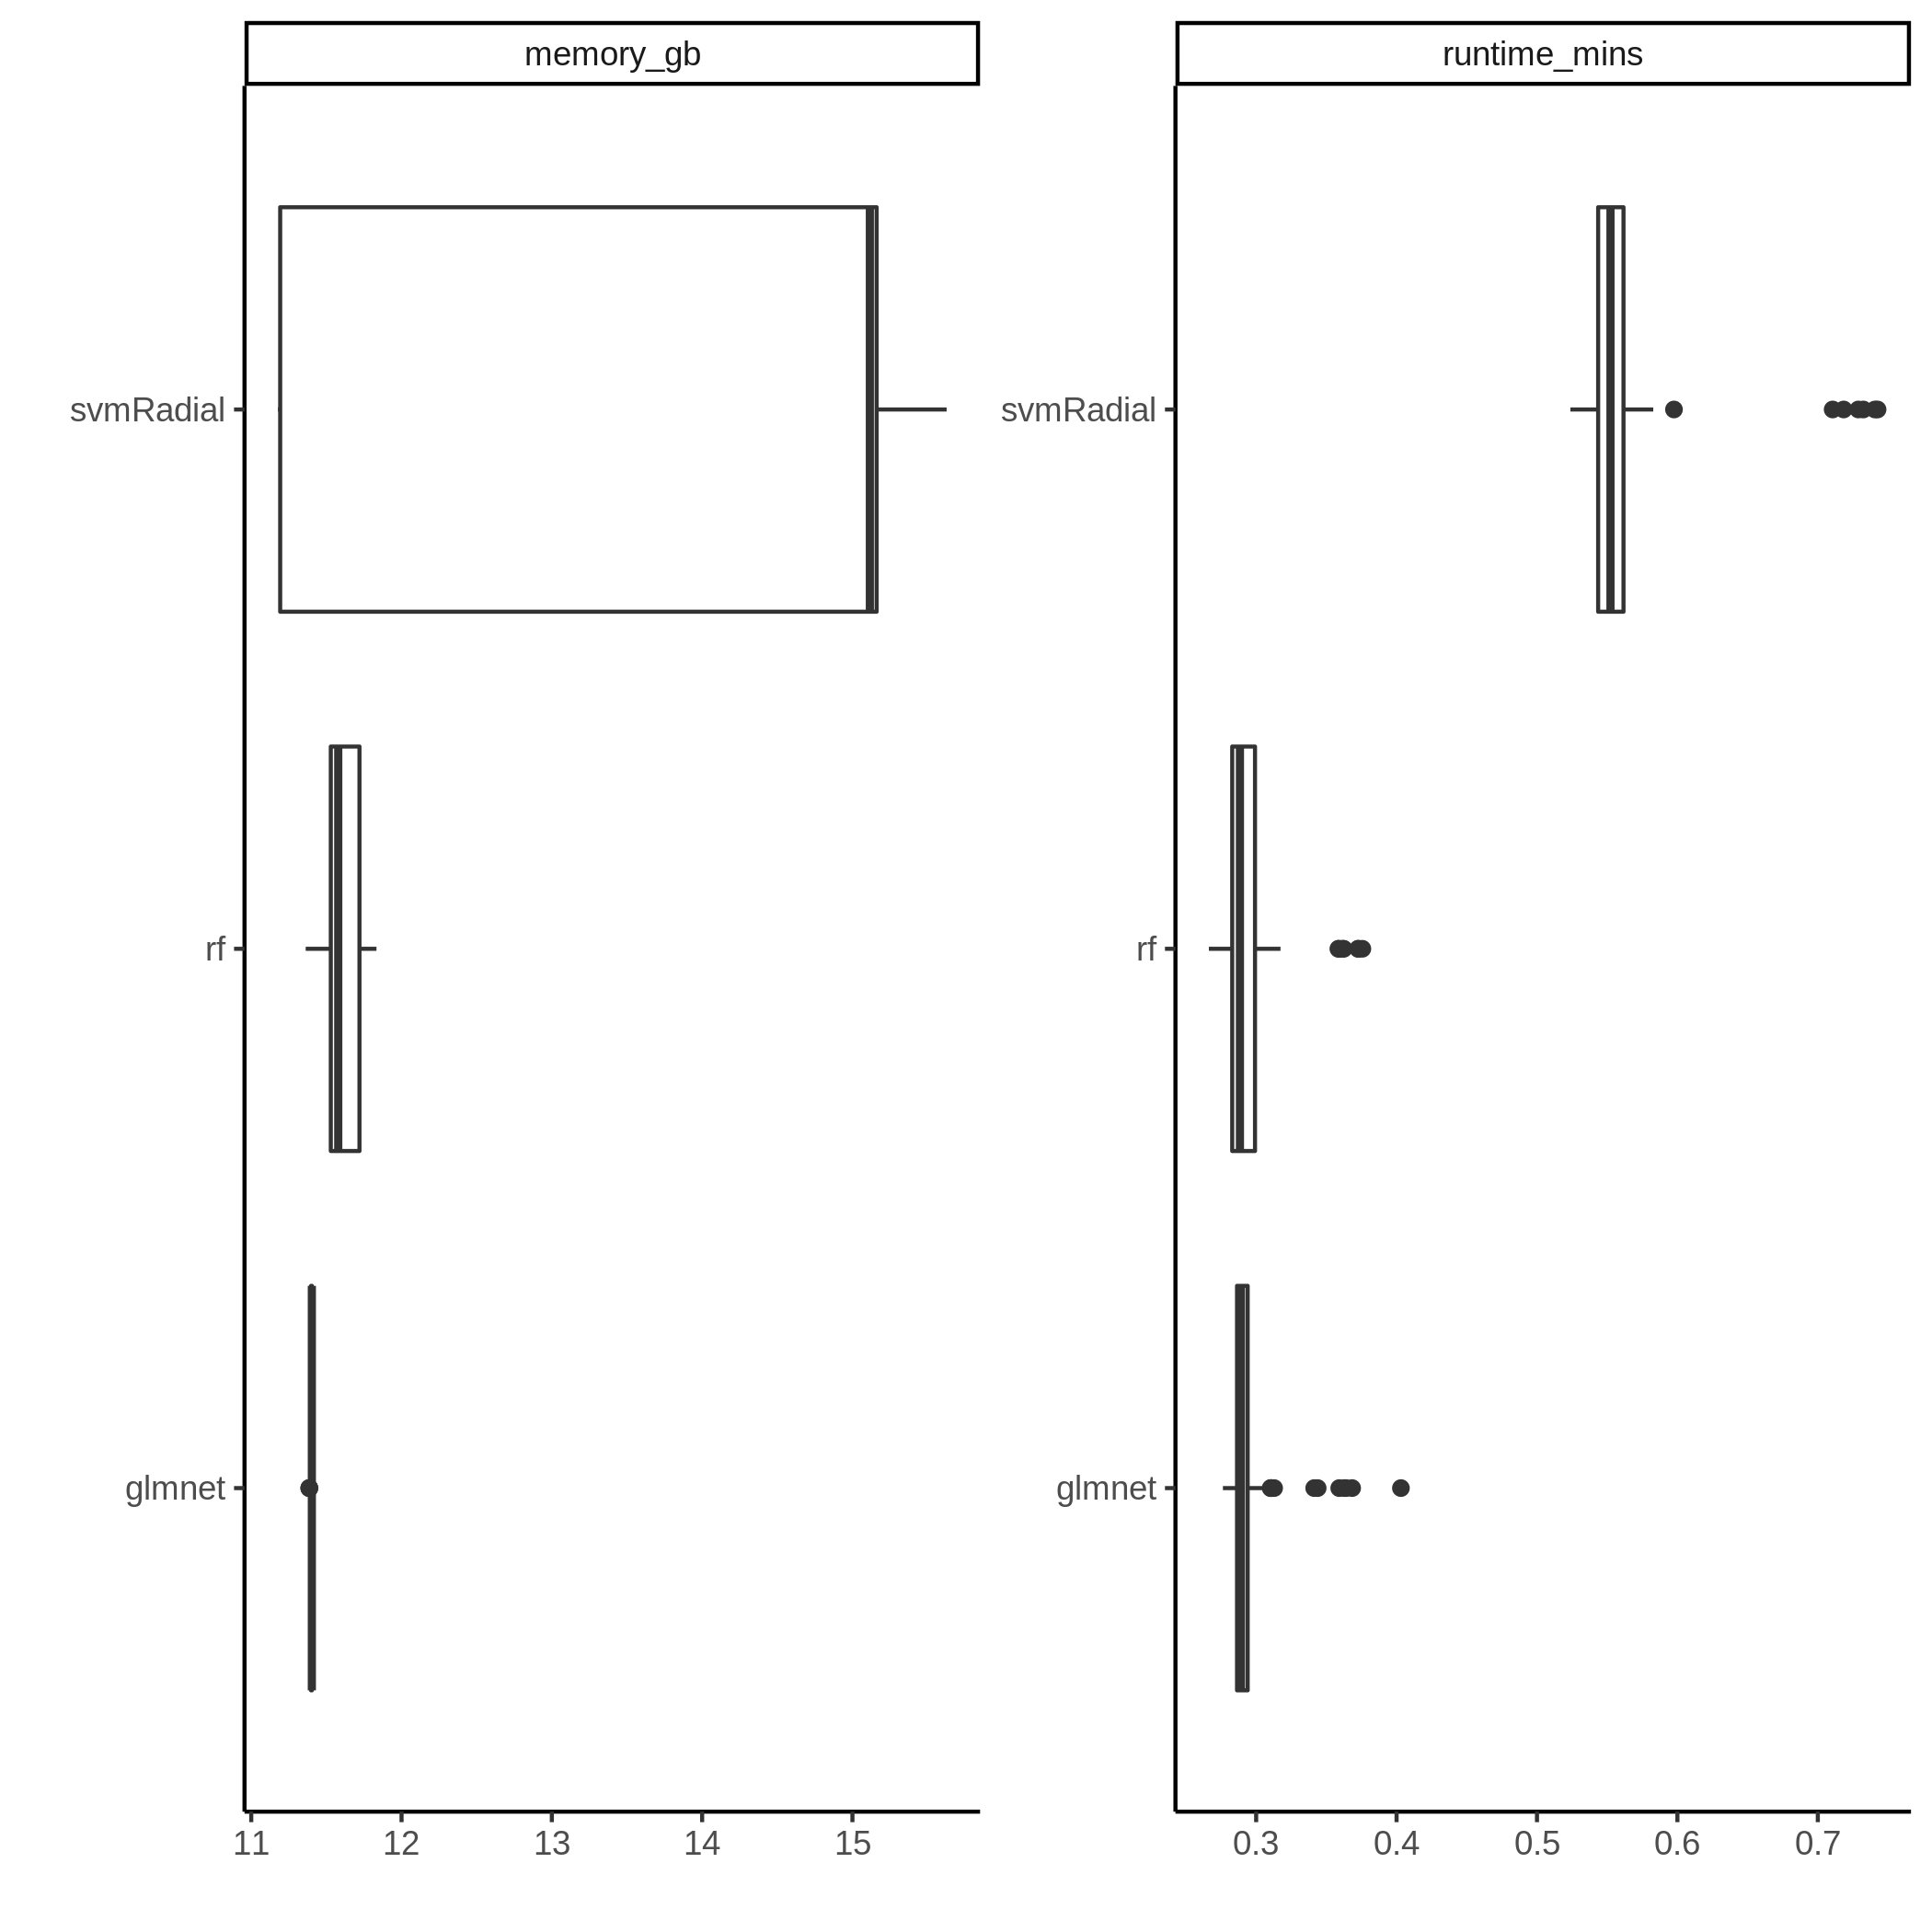 memory_gb
runtime_mins
svmRadial
rf
glmnet
svmRadial
rf
glmnet
11 12 13 14 15
0.3 0.4 0.5 0.6 0.7